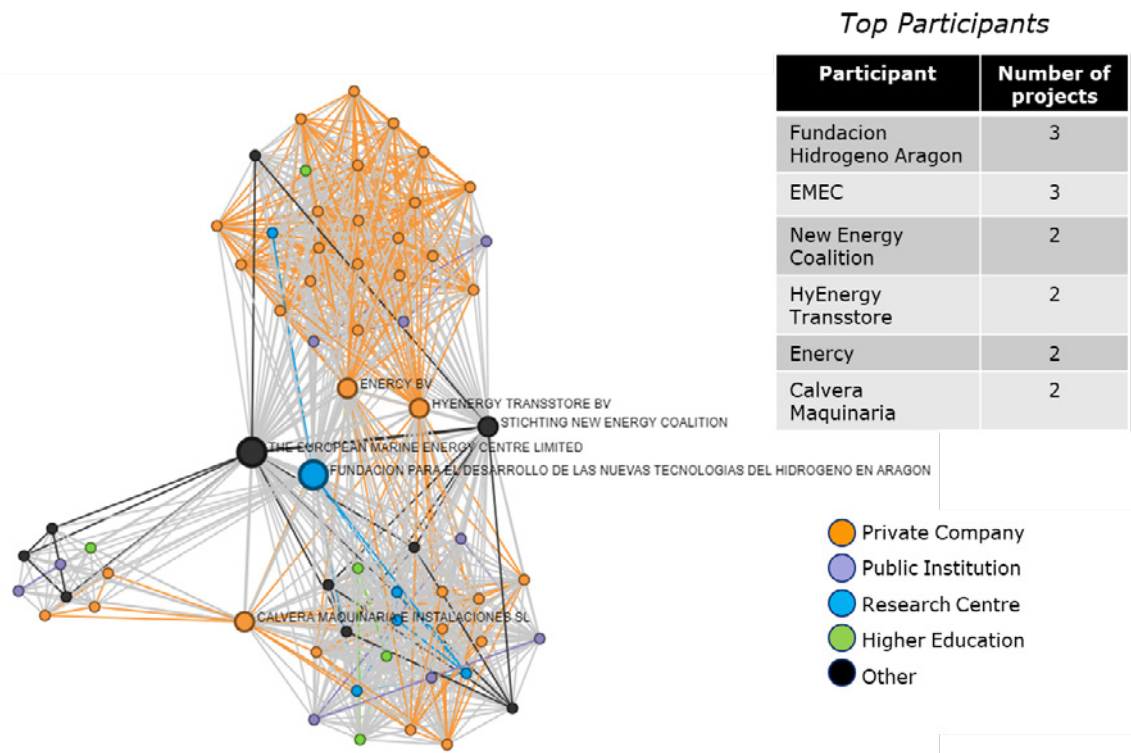 Top Participants
Participant
Number of
projects
Fundacion
Hidrogeno Aragon
3
EMEC
3
New Energy
Coalition
2
HyEnergy
Transstore
2
Energy
2
Calvera
Maquinaria
2
ENERGY BV
HYENERGY TRANSSTORE BV
STICHTING NEW ENERGY COALITION
THE EUROPEAN MARINE ENERGY CENTRE LIMITED
FUNDACION PARA EL DESARROLLO DE LAS NUEVAS TECNOLOGIAS DEL HIDROGENO EN ARAGON
CALVERA MAQUINARIA E INSTALACIONES SL
Private Company
Public Institution
Research Centre
Higher Education
Other